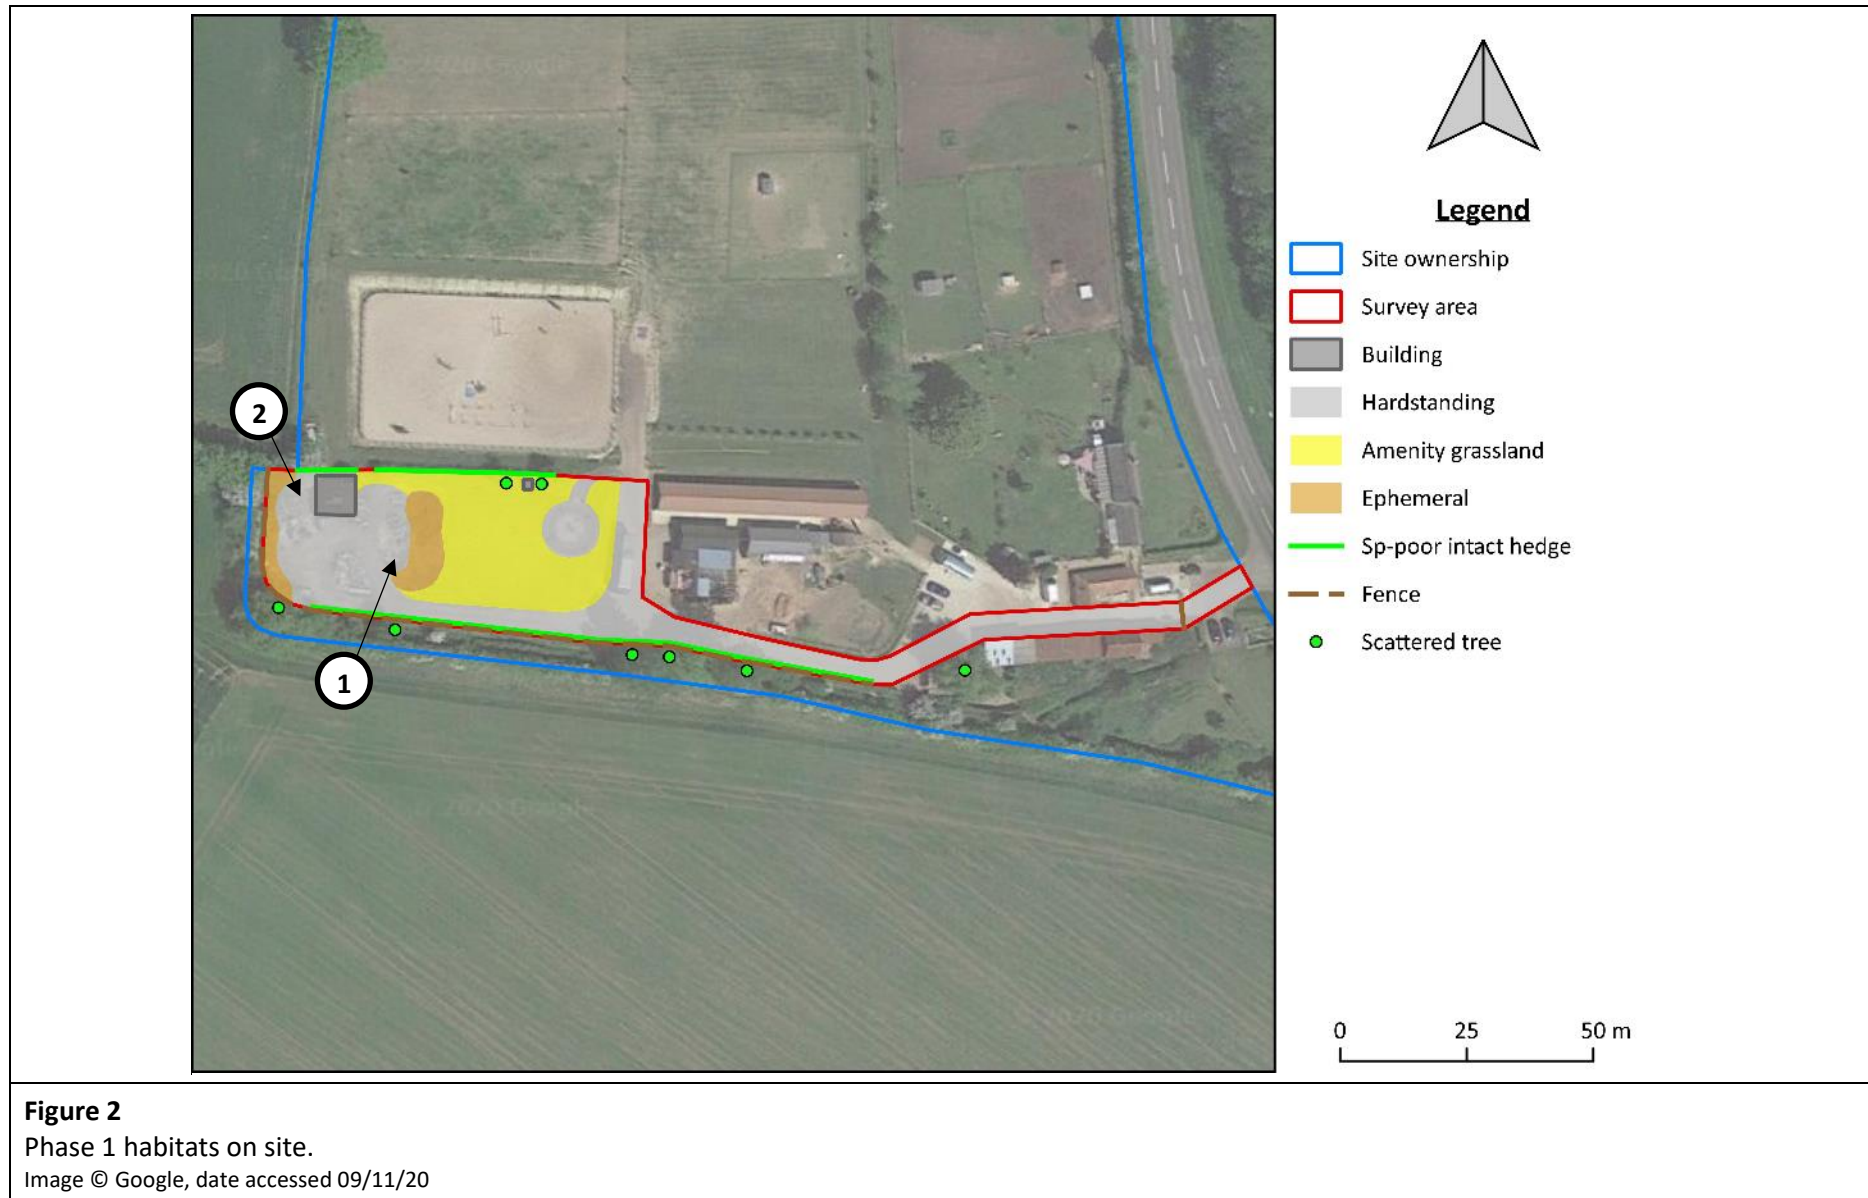 2
1
Legend
Site ownership
Survey area
Building
Hardstanding
Amenity grassland
Ephemeral
Sp-poor intact hedge
Fence
Scattered tree
0 25 50 m
Figure 2
Phase 1 habitats on site.
Image © Google, date accessed 09/11/20